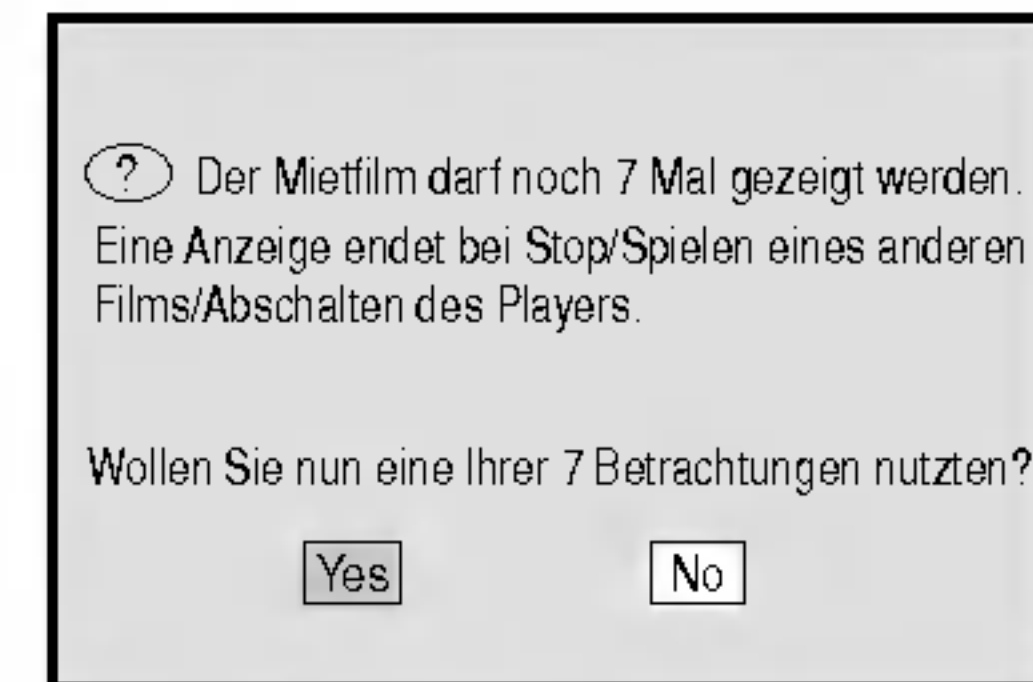 ? Der Mietfilm darf noch 7 Mal gezeigt werden.
Eine Anzeige endet bei Stop/Spielen eines anderen
Films/Abschalten des Players.
Wollen Sie nun eine Ihrer 7 Betrachtungen nutzten?
Yes No